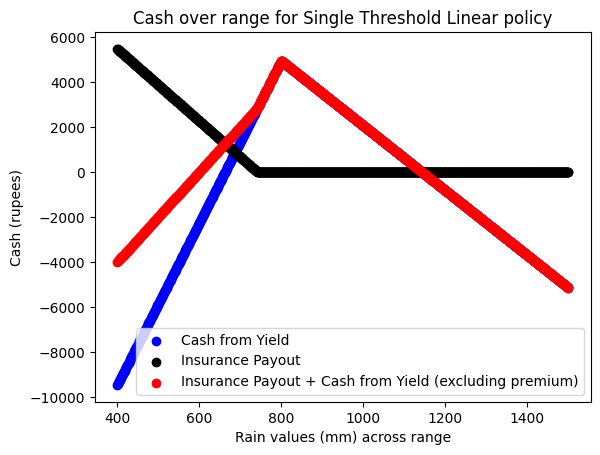 Cash over range for Single Threshold Linear policy
6000
4000
2000
0
−2000
−4000
−6000
−8000
−10000
Cash (rupees)
Cash from Yield
Insurance Payout
Insurance Payout + Cash from Yield (excluding premium)
400 600 800 1000 1200 1400
Rain values (mm) across range